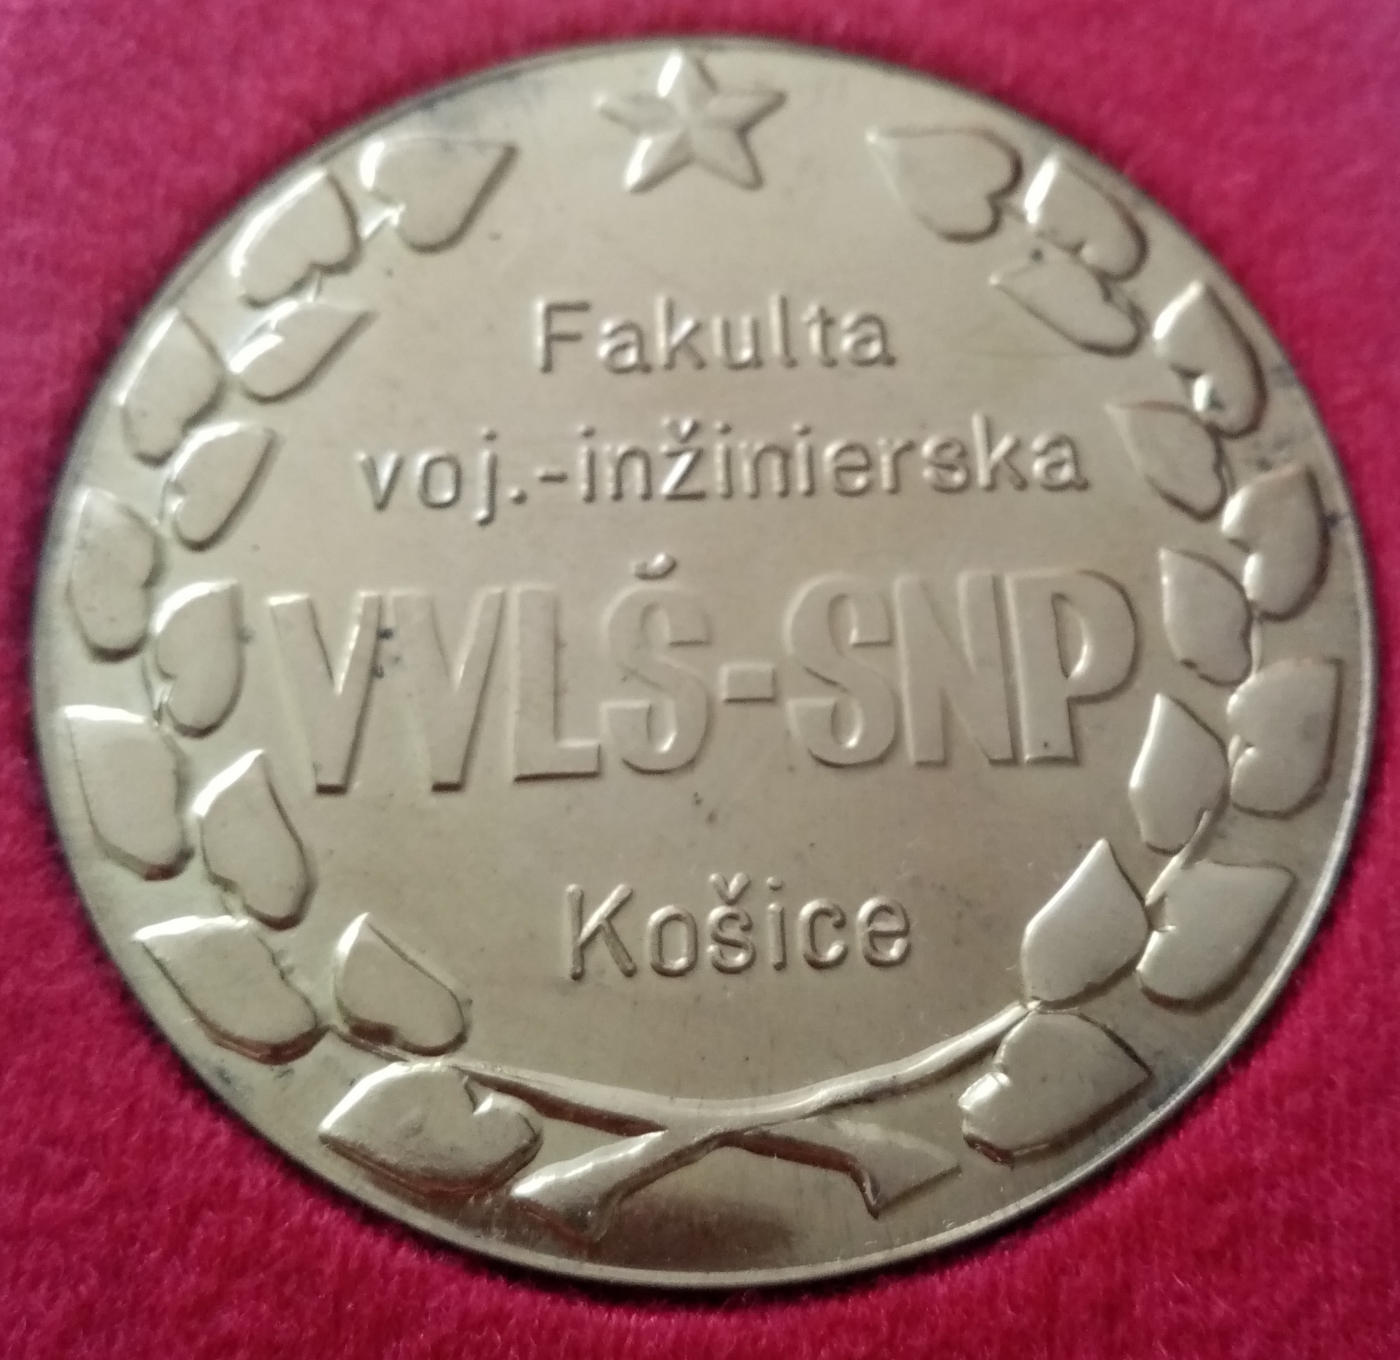 Fakulta
voj.-inžinierska
VVLŠ-SNP
Košice